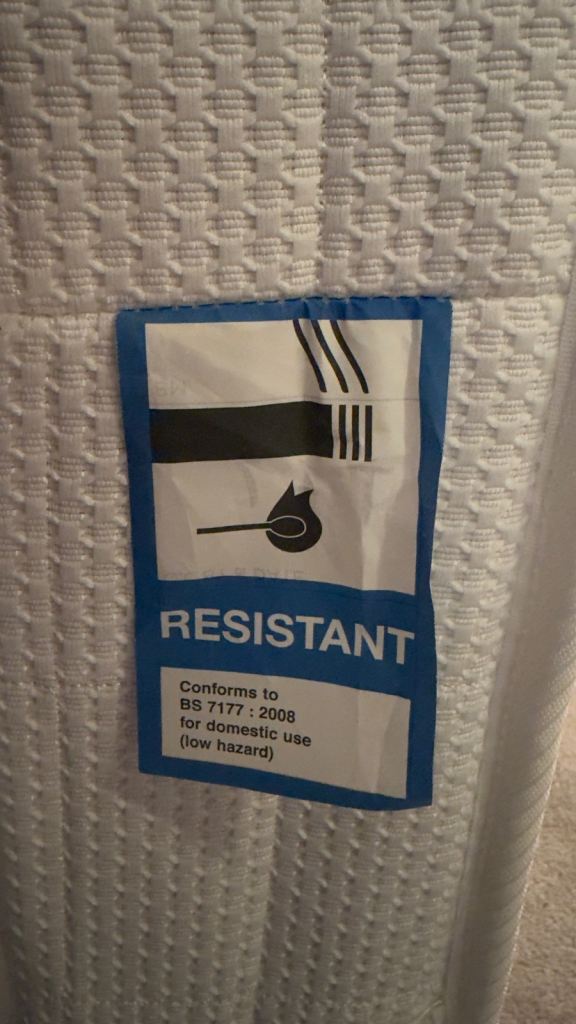 RESISTANT
Conforms to
BS 7177 : 2008
for domestic use
(low hazard)